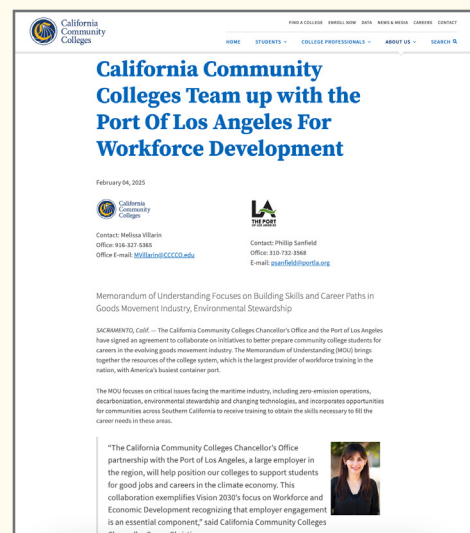 California
Community
Colleges
FIND A COLLEGE ENROLL NOW DATA NEWS & MEDIA CAREERS CONTACT
HOME STUDENTS COLLEGE PROFESSIONALS ABOUT US SEARCH
California Community
Colleges Team up with the
Port Of Los Angeles For
Workforce Development
February 04, 2025
California
Community
Colleges
Contact: Melissa Villarin
Office: 916-327-5365
Office E-mail: MVillarin@CCCCO.edu
LA
THE PORT
OF LOS ANGELES
Contact: Phillip Sanfield
Office: 310-732-3568
E-mail: psanfield@portla.org
Memorandum of Understanding Focuses on Building Skills and Career Paths in
Goods Movement Industry, Environmental Stewardship
SACRAMENTO, Calif. — The California Community Colleges Chancellor's Office and the Port of Los Angeles
have signed an agreement to collaborate on initiatives to better prepare community college students for
careers in the evolving goods movement industry. The Memorandum of Understanding (MOU) brings
together the resources of the college system, which is the largest provider of workforce training in the
nation, with America's busiest container port.
The MOU focuses on critical issues facing the maritime industry, including zero-emission operations,
decarbonization, environmental stewardship and changing technologies, and incorporates opportunities
for communities across Southern California to receive training to obtain the skills necessary to fill the
career needs in these areas.
"The California Community Colleges Chancellor's Office
partnership with the Port of Los Angeles, a large employer in
the region, will help position our colleges to support students
for good jobs and careers in the climate economy. This
collaboration exemplifies Vision 2030's focus on Workforce and
Economic Development recognizing that employer engagement
is an essential component," said California Community Colleges